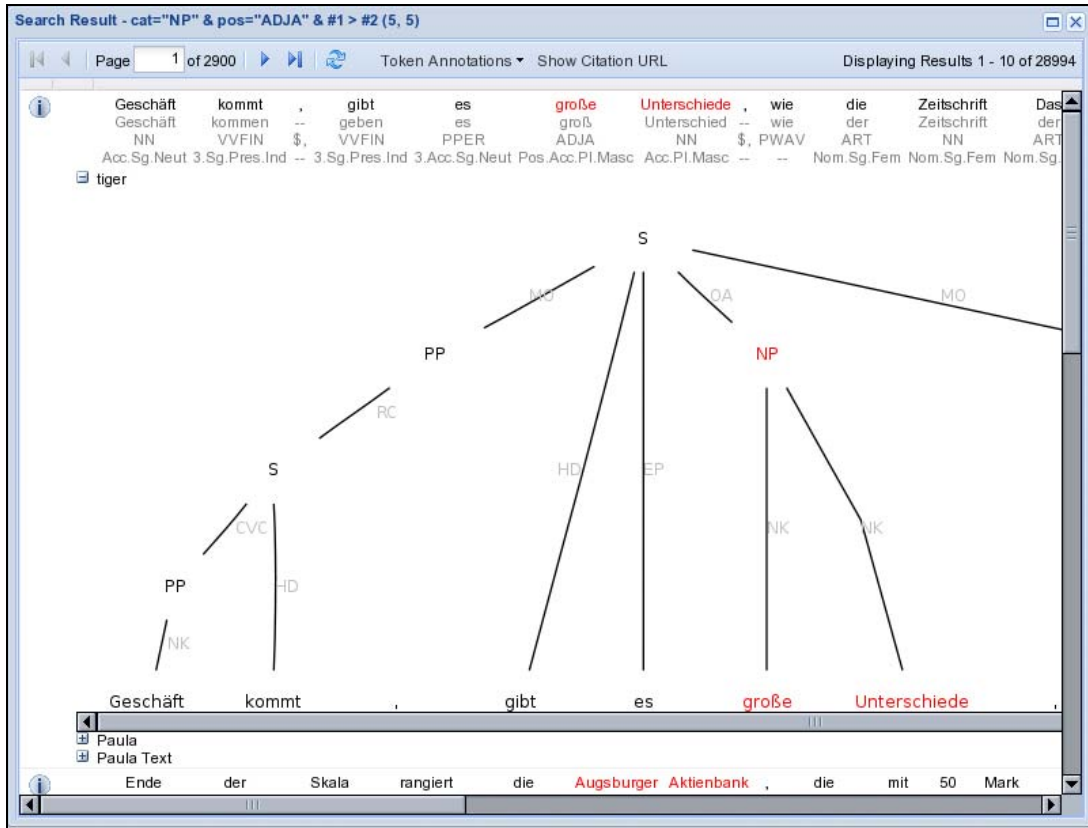 Search Result - cat="NP" & pos="ADJA" & #1 > #2 (5, 5)
Page 1 of 2900 Token Annotations Show Citation URL Displaying Results 1 - 10 of 28994
Geschäft kommt , gibt es große Unterschiede , wie die Zeitschrift Das
Geschäft kommen -- geben es groß Unterschied -- wie der Zeitschrift der
NN VVFIN $, VVFIN PPER ADJA NN $, PWAV ART NN ART
Acc.Sg.Neut 3.Sg.Pres.Ind -- 3.Sg.Pres.Ind 3.Acc.Sg.Neut Pos.Acc.Pl.Masc Acc.Pl.Masc -- -- Nom.Sg.Fem Nom.Sg.Fem Nom.Sg.
tiger
S
MO OA MO
PP NP
RC
S HD EP
CVC NK NK
PP HD
NK
Geschäft kommt , gibt es große Unterschiede ,
Paula
Paula Text
Ende der Skala rangiert die Augsburger Aktienbank , die mit 50 Mark